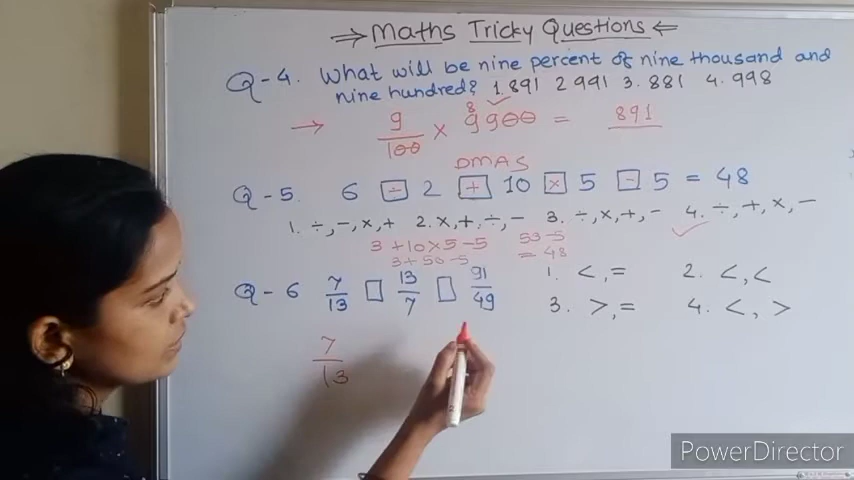 ⇒ Maths Tricky Questions ⇐
Q-4. What will be nine percent of nine thousand and
nine hundred? 1. 891 2 991 3. 881 4. 998
→ 9/100 × 9900 = 891
8
DMAS
Q-5. 6 ÷ 2 + 10 × 5 - 5 = 48
1. ÷,-,×,+ 2. ×,+,÷,- 3. ÷,×,+,- 4. ÷,+,×,-
3+10×5-5 53-5
3+50-5 = 48
Q-6 7/13 □ 13/7 □ 91/49 1. <,= 2. <,<
3. >,= 4. <,>
7/13
PowerDirector